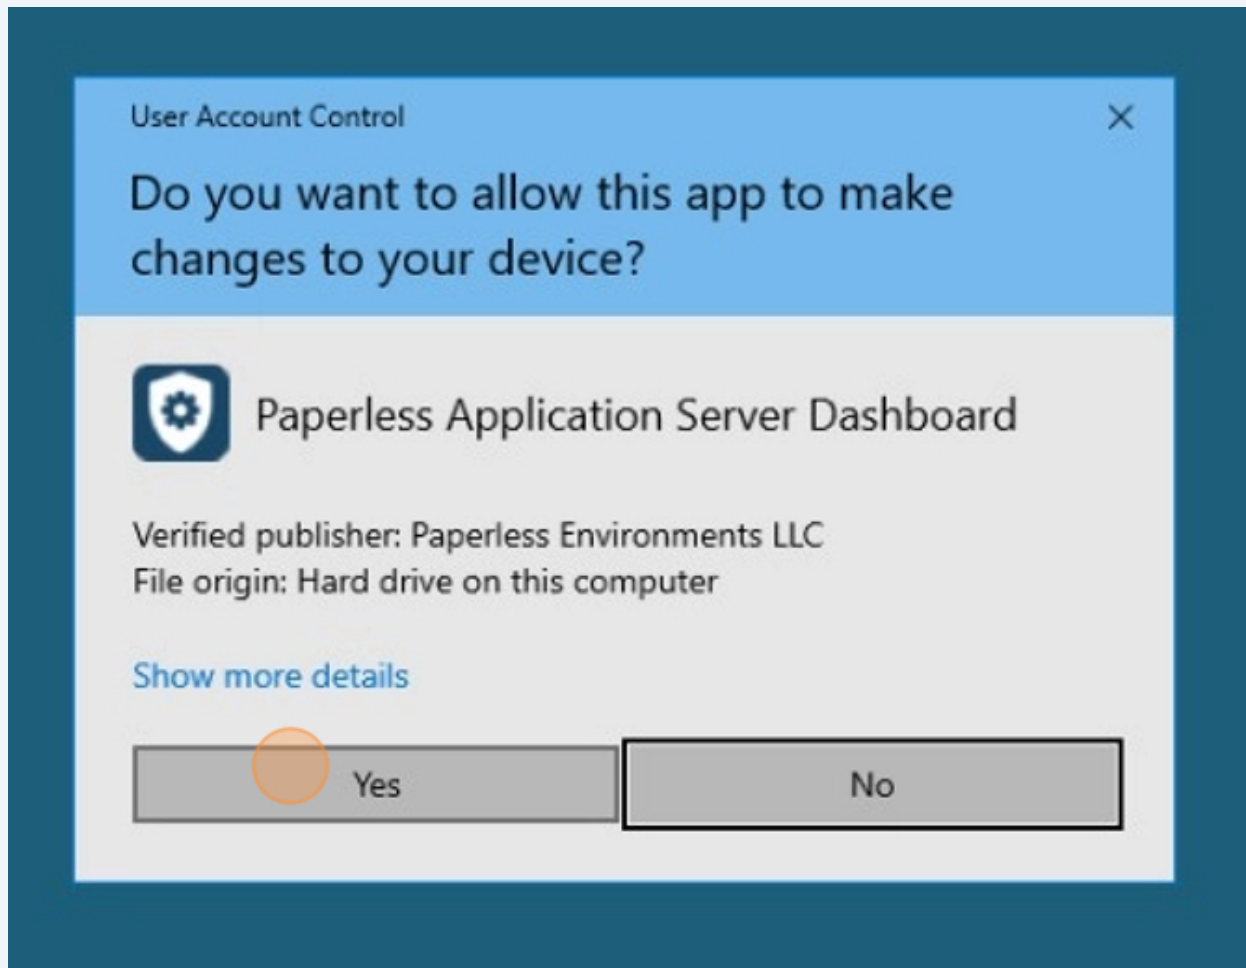 User Account Control
Do you want to allow this app to make
changes to your device?
Paperless Application Server Dashboard
Verified publisher: Paperless Environments LLC
File origin: Hard drive on this computer
Show more details
Yes
No